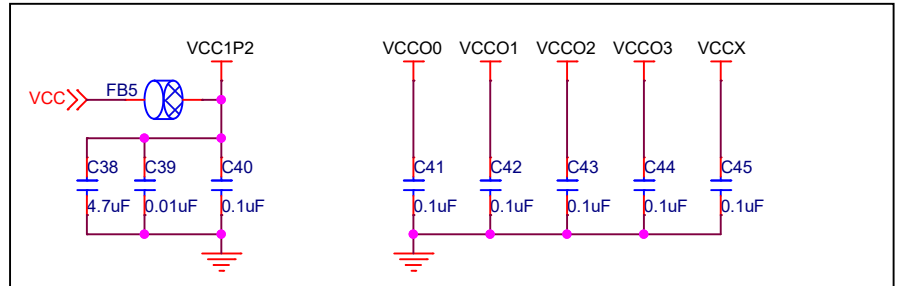 VCC1P2 VCCO0 VCCO1 VCCO2 VCCO3 VCCX
VCC FB5
C38 C39 C40 C41 C42 C43 C44 C45
4.7uF 0.01uF 0.1uF 0.1uF 0.1uF 0.1uF 0.1uF 0.1uF